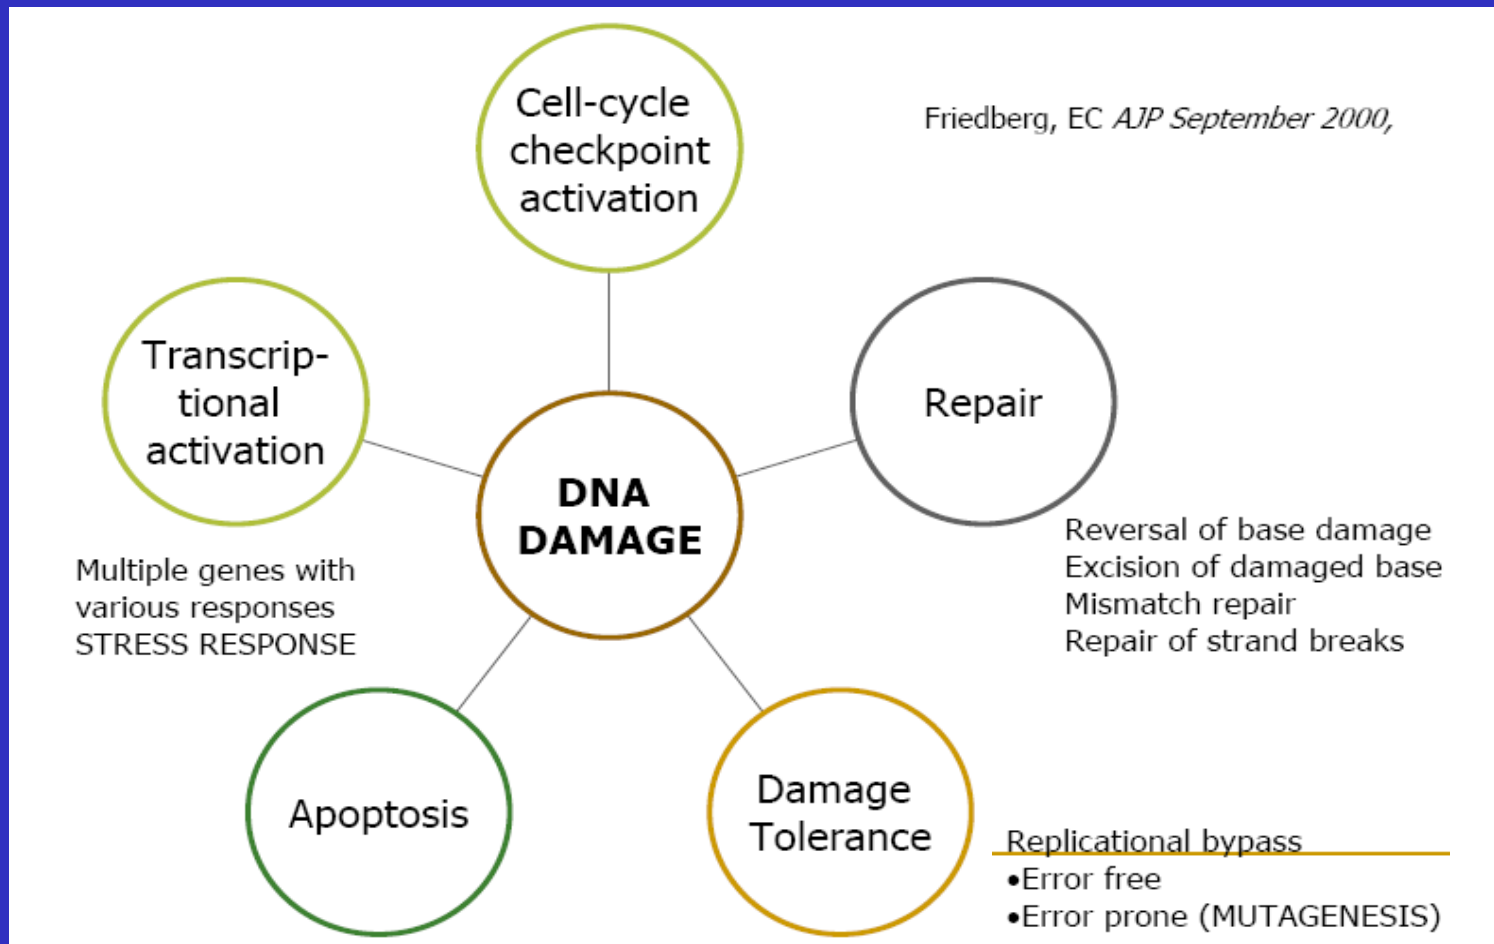 Cell-cycle
checkpoint
activation
Friedberg, EC AJP September 2000,
Transcrip-
tional
activation
Repair
DNA
DAMAGE
Multiple genes with
various responses
STRESS RESPONSE
Reversal of base damage
Excision of damaged base
Mismatch repair
Repair of strand breaks
Apoptosis
Damage
Tolerance
Replicational bypass
•Error free
•Error prone (MUTAGENESIS)